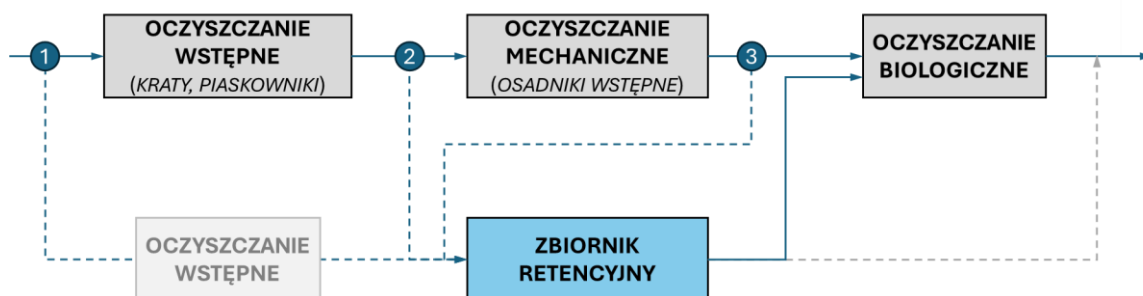 1
OCZYSZCZANIE
WSTĘPNE
(KRATY, PIASKOWNIKI)
2
OCZYSZCZANIE
MECHANICZNE
(OSADNIKI WSTĘPNE)
3
OCZYSZCZANIE
BIOLOGICZNE
OCZYSZCZANIE
WSTĘPNE
ZBIORNIK
RETENCYJNY